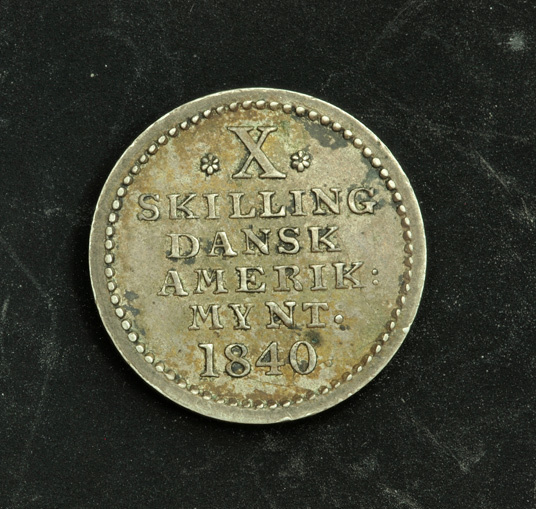 X
SKILLING
DANSK
AMERIK:
MYNT.
1840